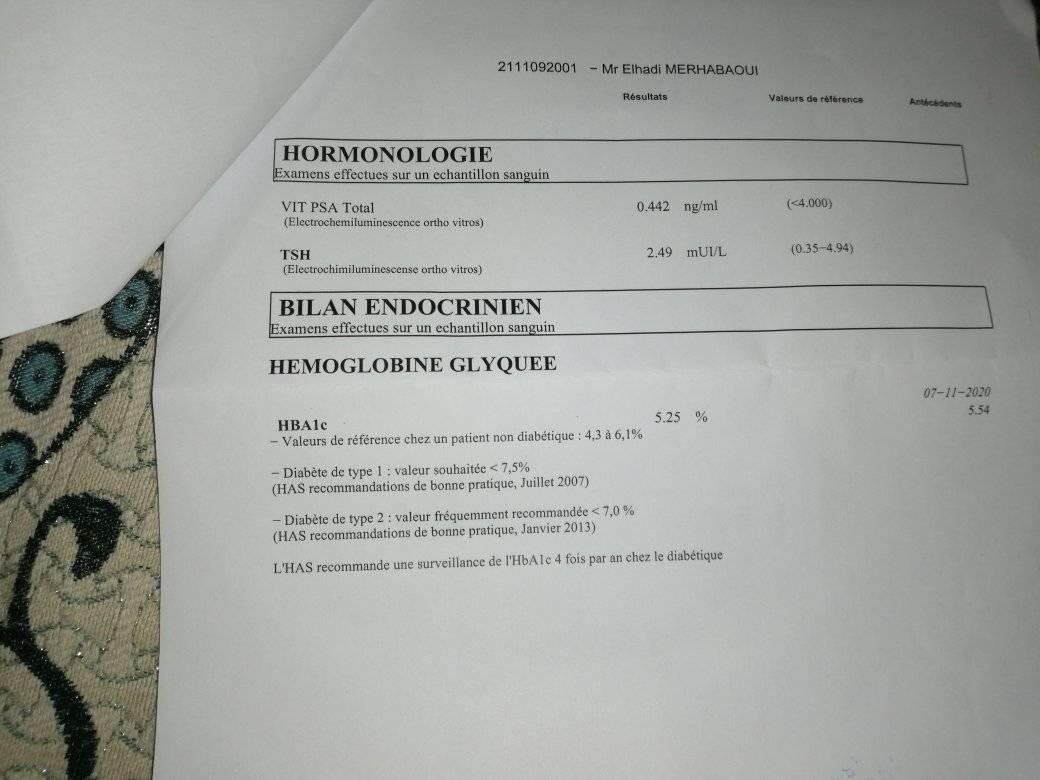 2111092001 – Mr Elhadi MERHABAOUI
Résultats Valeurs de référence Antécédents
HORMONOLOGIE
Examens effectues sur un echantillon sanguin
VIT PSA Total 0.442 ng/ml (<4.000)
(Electrochemiluminescence ortho vitros)
TSH 2.49 mUI/L (0.35–4.94)
(Electrochimiluminescense ortho vitros)
BILAN ENDOCRINIEN
Examens effectues sur un echantillon sanguin
HEMOGLOBINE GLYQUEE
07–11–2020
HBA1c 5.25 % 5.54
– Valeurs de référence chez un patient non diabétique : 4,3 à 6,1%
– Diabète de type 1 : valeur souhaitée < 7,5%
(HAS recommandations de bonne pratique, Juillet 2007)
– Diabète de type 2 : valeur fréquemment recommandée < 7,0 %
(HAS recommandations de bonne pratique, Janvier 2013)
L'HAS recommande une surveillance de l'HbA1c 4 fois par an chez le diabétique